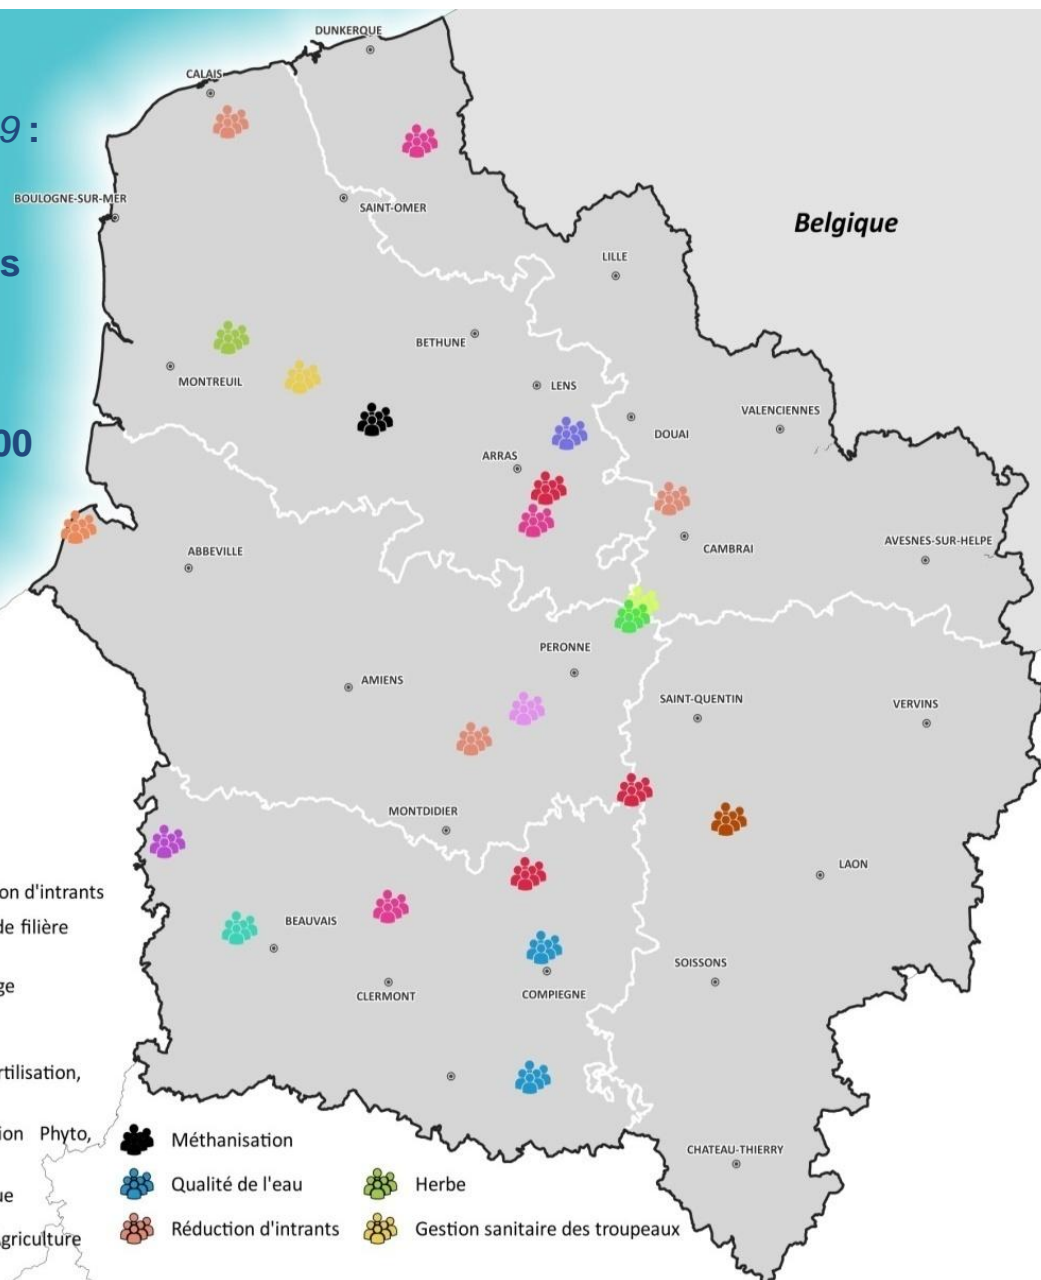 DUNKERQUE
CALAIS
9 :
BOULOGNE-SUR-MER
SAINT-OMER
Belgique
s
LILLE
BETHUNE
MONTREUIL
LENS
VALENCIENNES
00
DOUAI
ARRAS
ABBEVILLE
CAMBRAI
AVESNES-SUR-HELPE
PERONNE
AMIENS
SAINT-QUENTIN
VERVINS
MONTDIDIER
LAON
on d'intrants
de filière
BEAUVAIS
ge
SOISSONS
CLERMONT
COMPIEGNE
rtilisation,
ion Phyto,
Méthanisation
CHATEAU-THIERRY
ue
Qualité de l'eau
Herbe
griculture
Réduction d'intrants
Gestion sanitaire des troupeaux